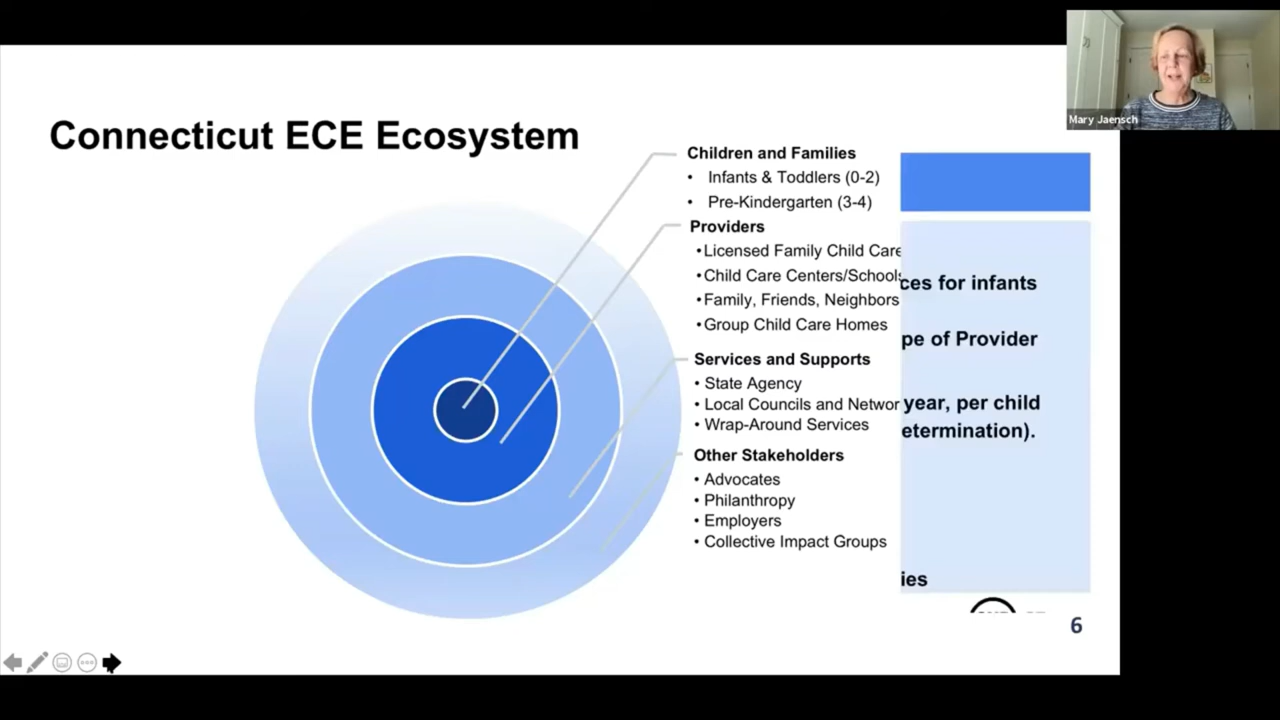 Connecticut ECE Ecosystem
Children and Families
• Infants & Toddlers (0-2)
• Pre-Kindergarten (3-4)
Providers
•Licensed Family Child Care
•Child Care Centers/Schools
•Family, Friends, Neighbors
•Group Child Care Homes
Services and Supports
• State Agency
• Local Councils and Networ
• Wrap-Around Services
Other Stakeholders
• Advocates
• Philanthropy
• Employers
• Collective Impact Groups
ces for infants
pe of Provider
year, per child
etermination).
ies
6
Mary Jaensch